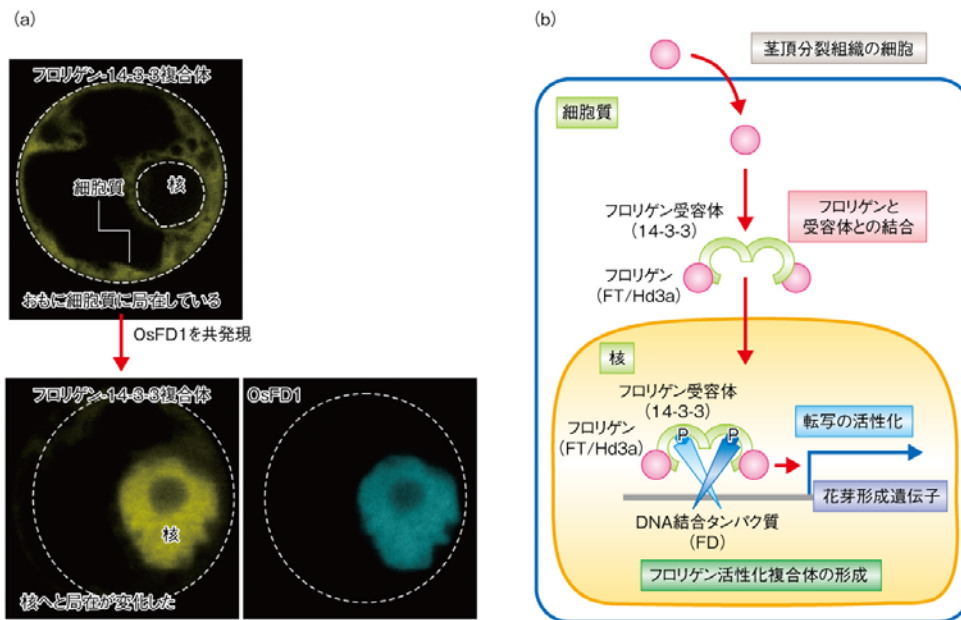 (a)
フロリゲン-14-3-3複合体
細胞質
核
おもに細胞質に局在している
OsFD1を共発現
フロリゲン-14-3-3複合体
核
核へと局在が変化した
OsFD1
(b)
茎頂分裂組織の細胞
細胞質
フロリゲン受容体
(14-3-3)
フロリゲンと
受容体との結合
フロリゲン
(FT/Hd3a)
核
フロリゲン受容体
(14-3-3)
フロリゲン
(FT/Hd3a)
P
P
転写の活性化
花芽形成遺伝子
DNA結合タンパク質
(FD)
フロリゲン活性化複合体の形成